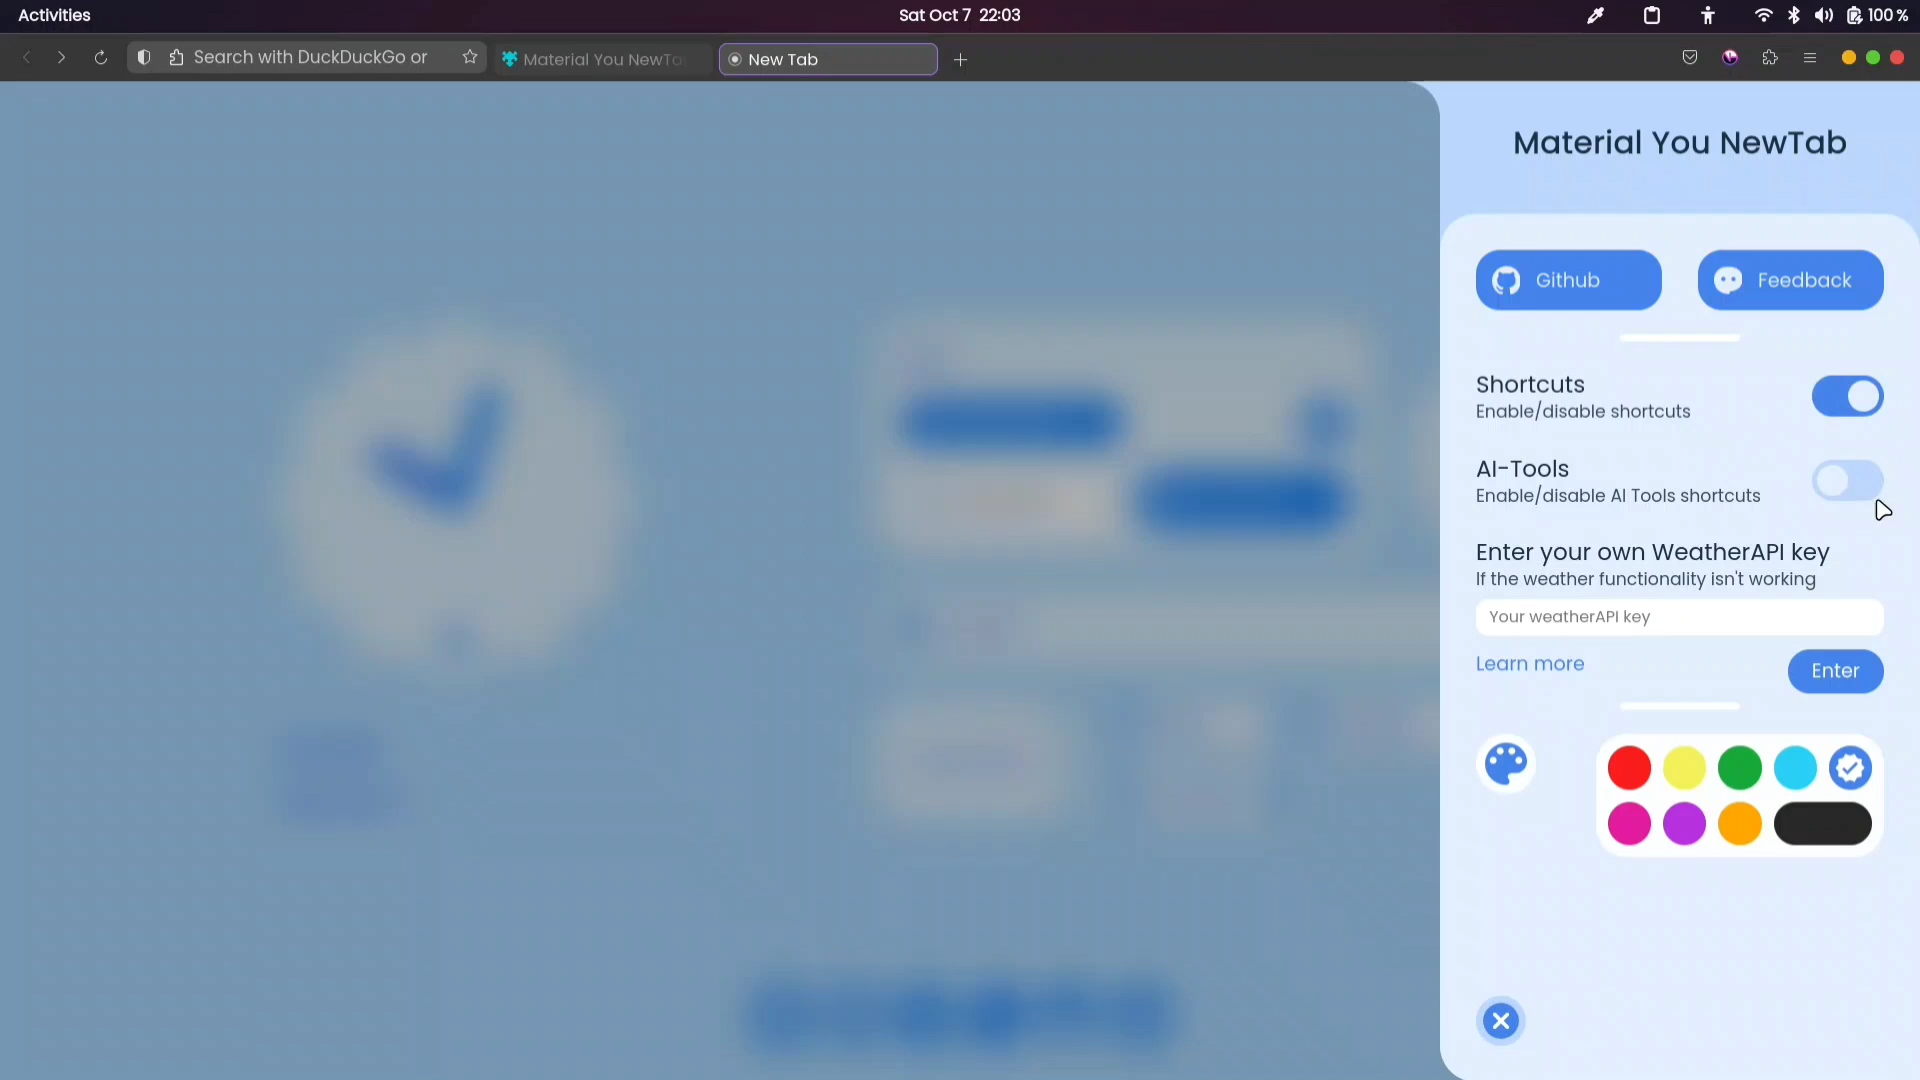 Activities
Sat Oct 7 22:03
100 %
Search with DuckDuckGo or
Material You NewTa
New Tab
Material You NewTab
Github
Feedback
Shortcuts
Enable/disable shortcuts
AI-Tools
Enable/disable AI Tools shortcuts
Enter your own WeatherAPI key
If the weather functionality isn't working
Your weatherAPI key
Learn more
Enter